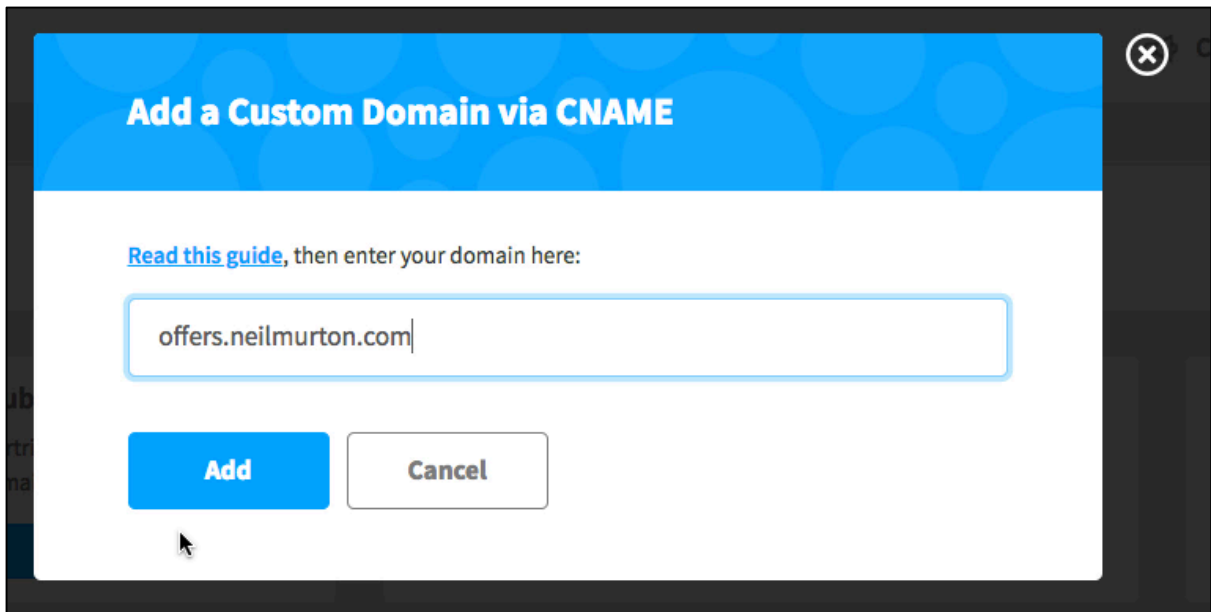 Add a Custom Domain via CNAME
Read this guide, then enter your domain here:
offers.neilmurton.com
Add
Cancel